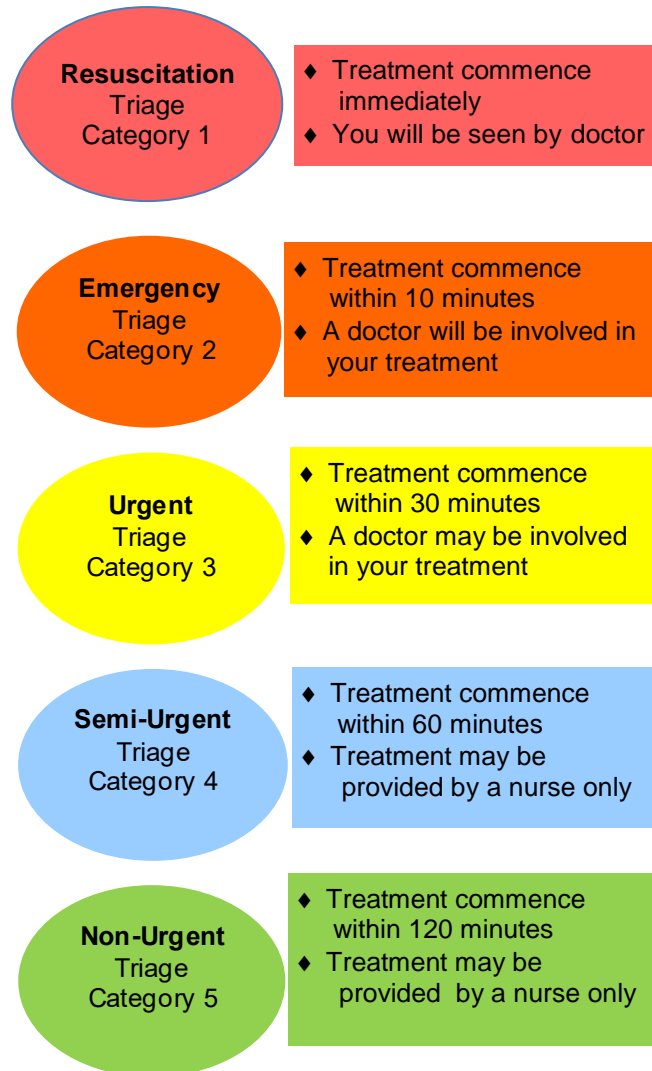 Resuscitation
Triage
Category 1
♦ Treatment commence
immediately
♦ You will be seen by doctor
Emergency
Triage
Category 2
♦ Treatment commence
within 10 minutes
♦ A doctor will be involved in
your treatment
Urgent
Triage
Category 3
♦ Treatment commence
within 30 minutes
♦ A doctor may be involved
in your treatment
Semi-Urgent
Triage
Category 4
♦ Treatment commence
within 60 minutes
♦ Treatment may be
provided by a nurse only
Non-Urgent
Triage
Category 5
♦ Treatment commence
within 120 minutes
♦ Treatment may be
provided by a nurse only